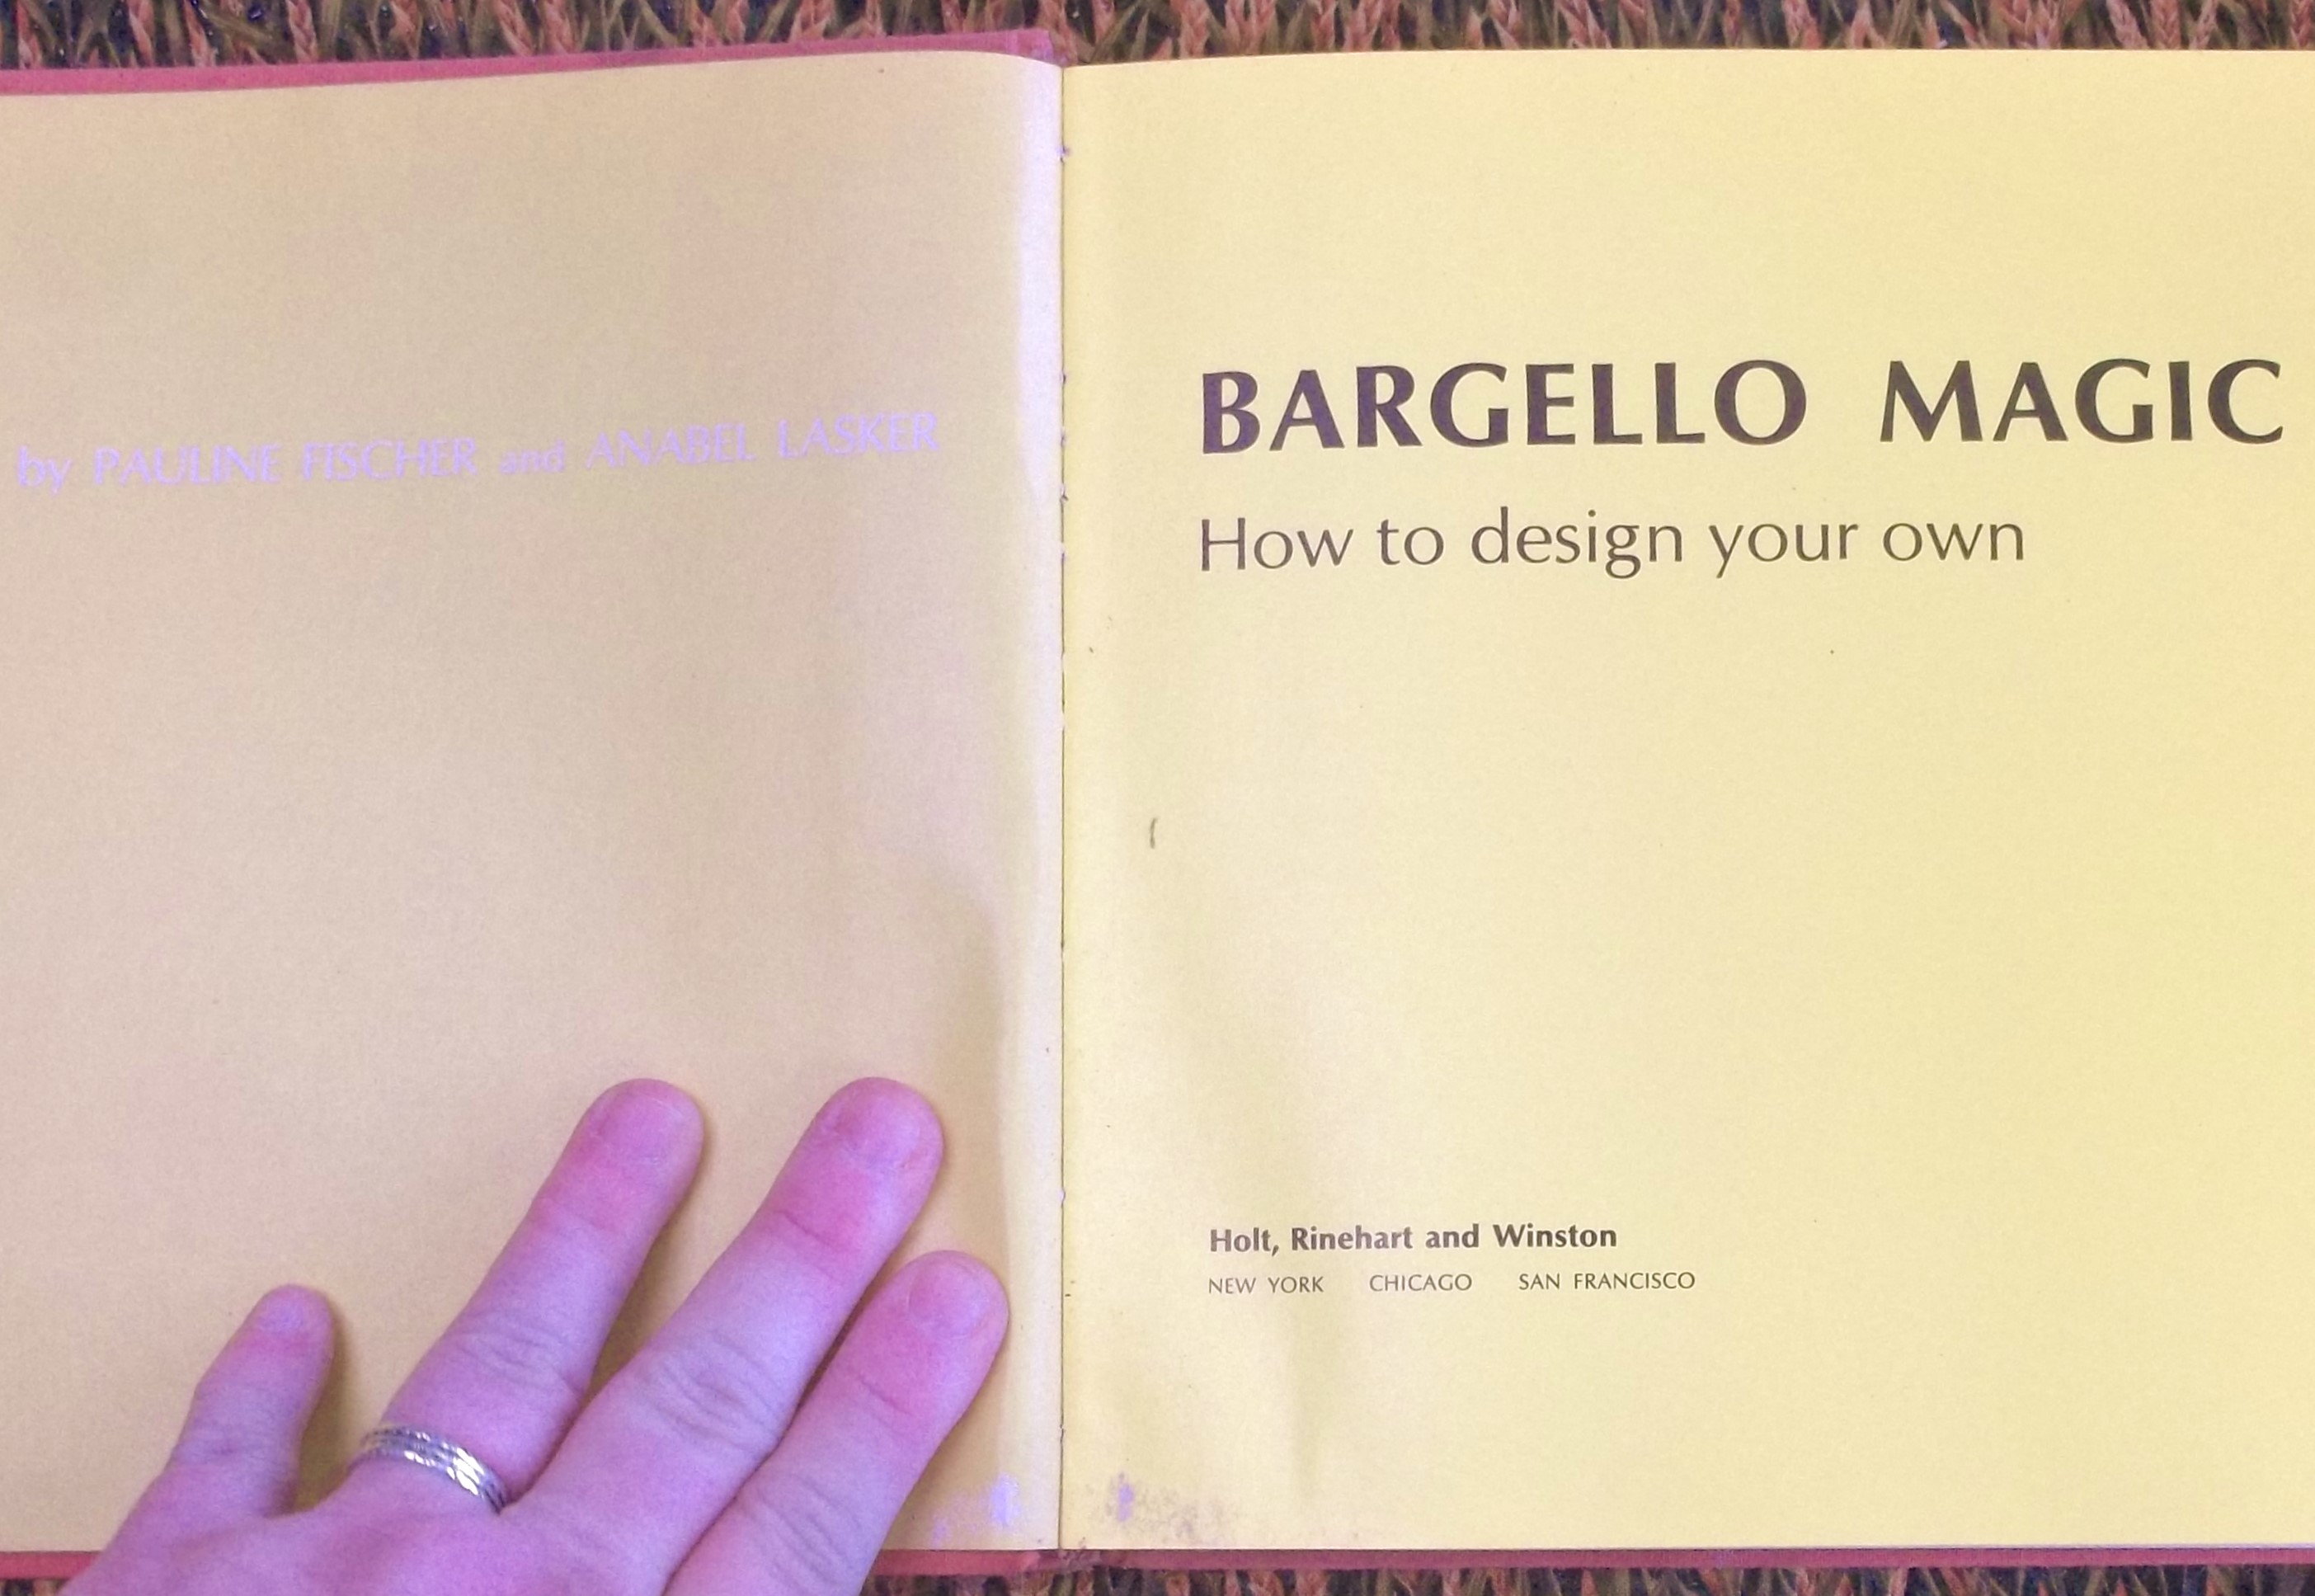 by PAULINE FISCHER and ANABEL LASKER
BARGELLO MAGIC
How to design your own
Holt, Rinehart and Winston
NEW YORK CHICAGO SAN FRANCISCO